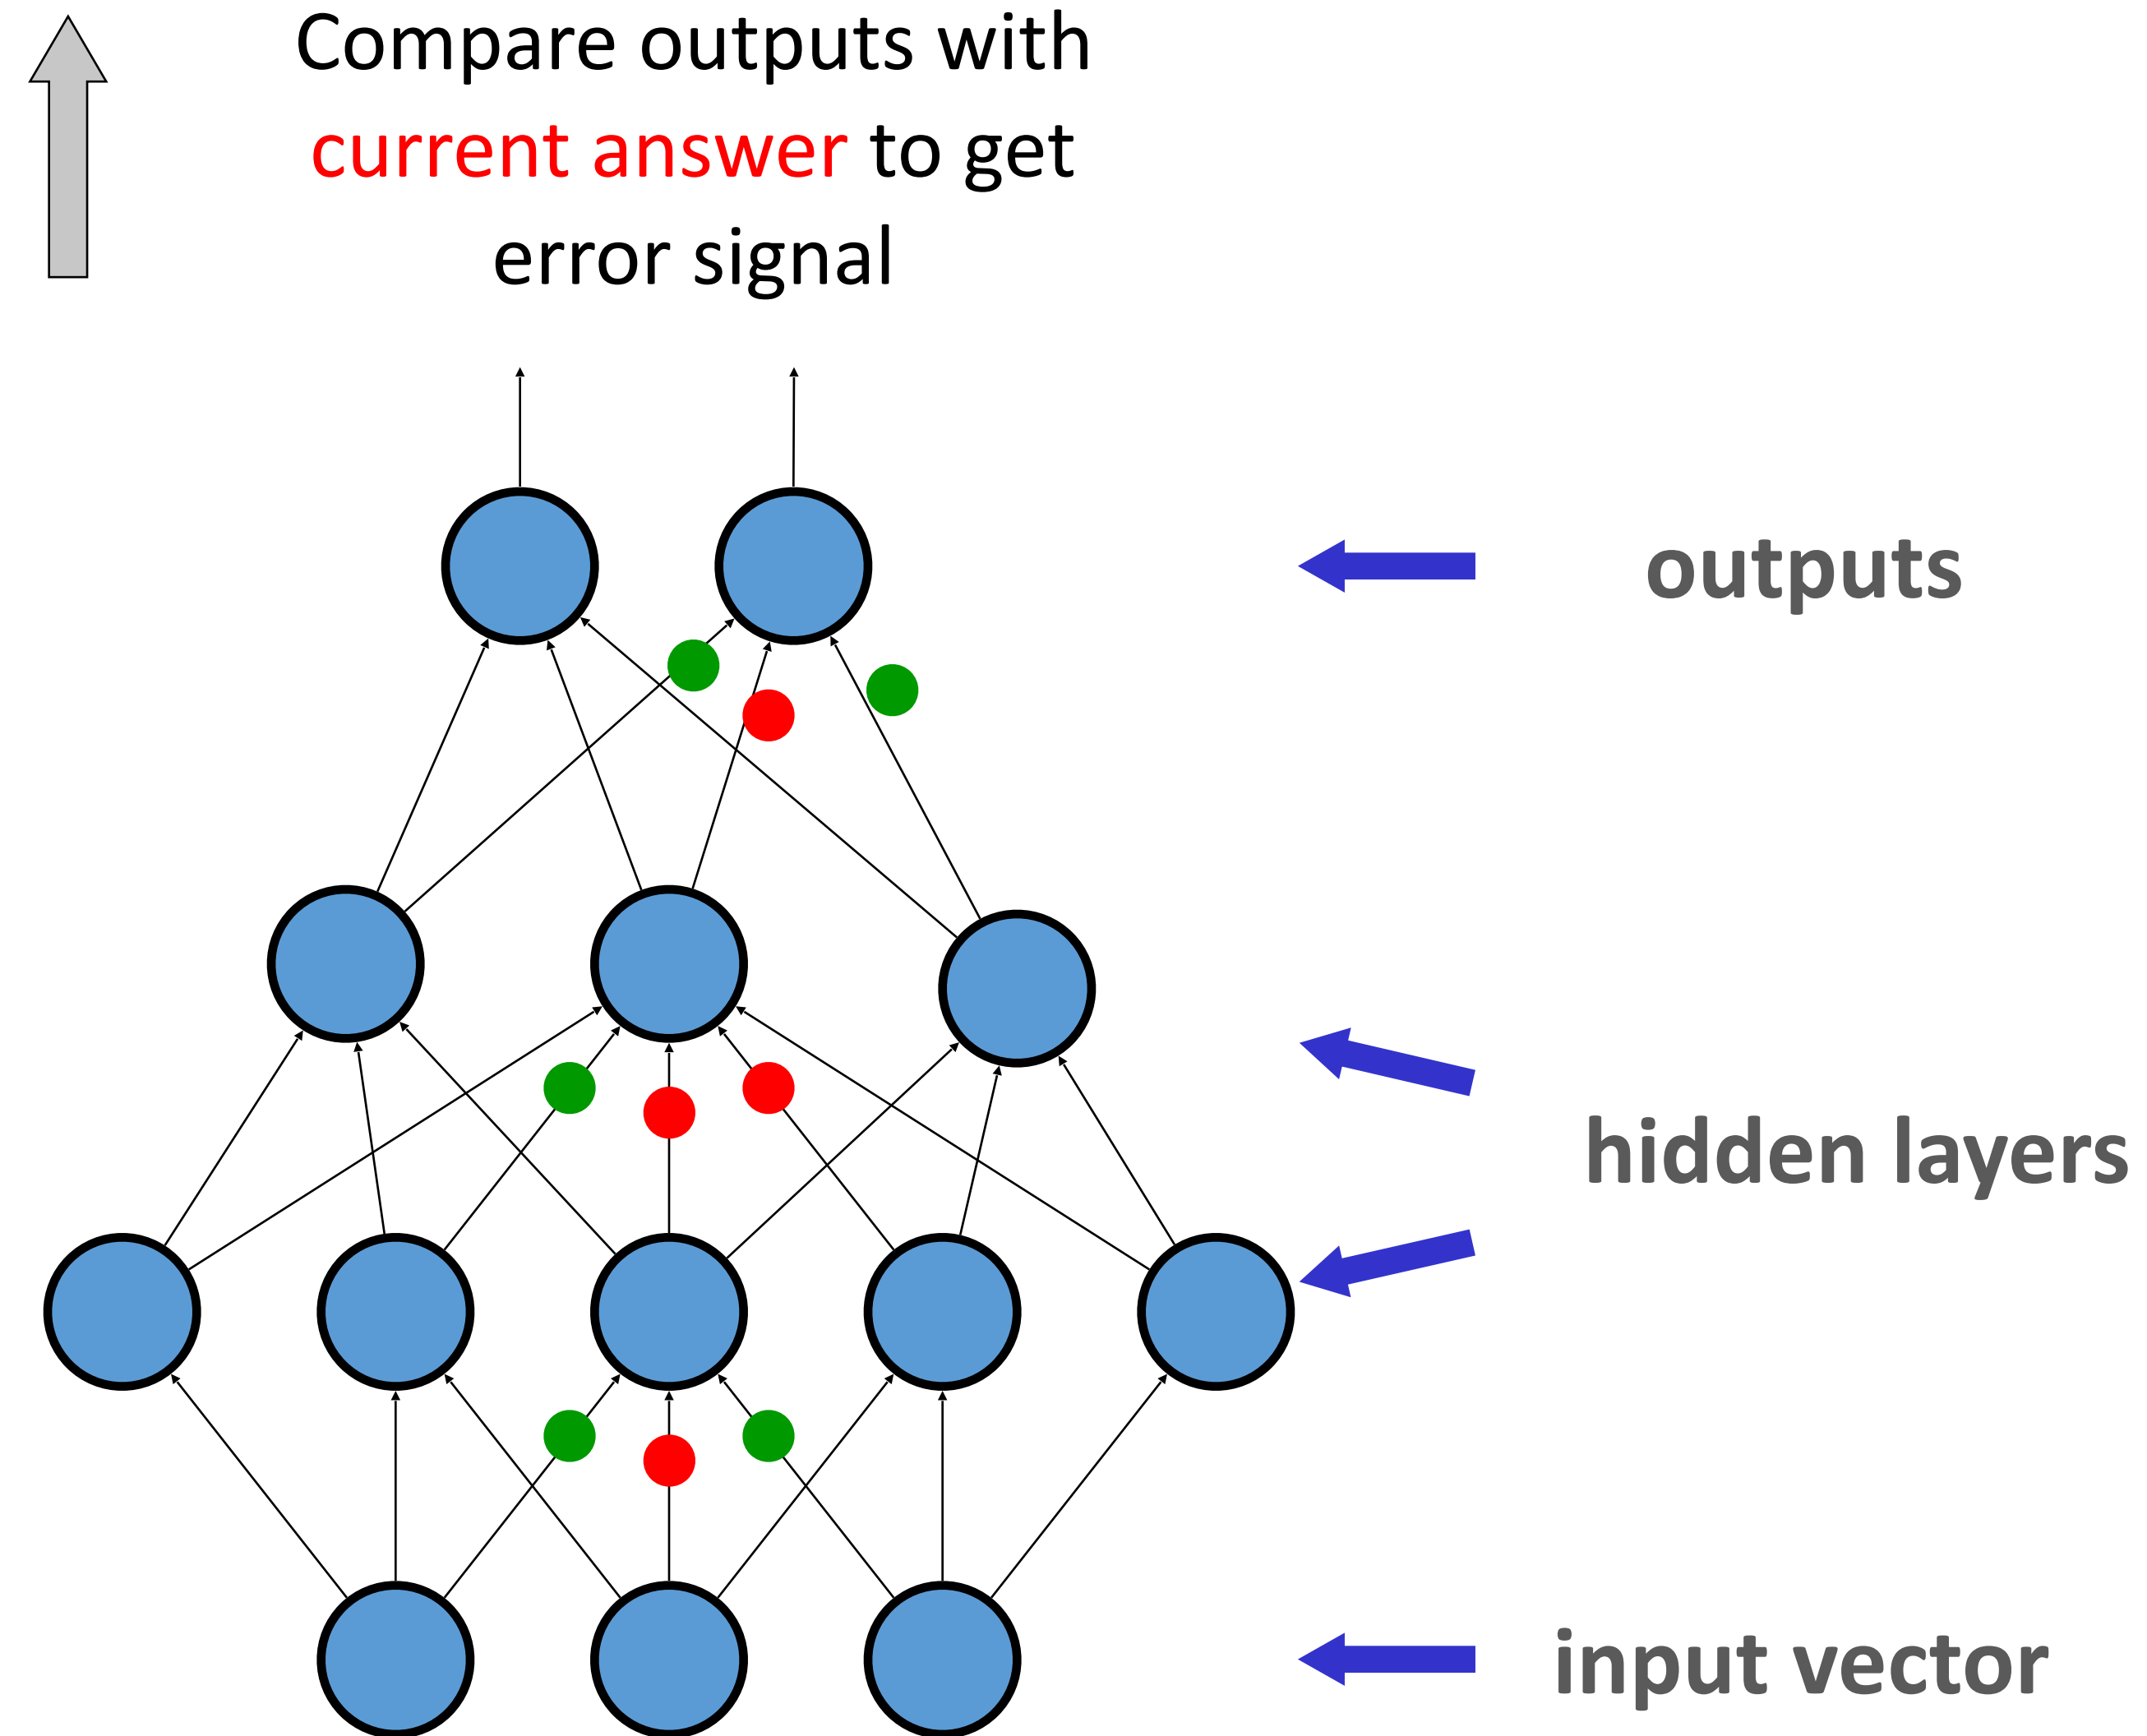 Compare outputs with
current answer to get
error signal
outputs
hidden layers
input vector